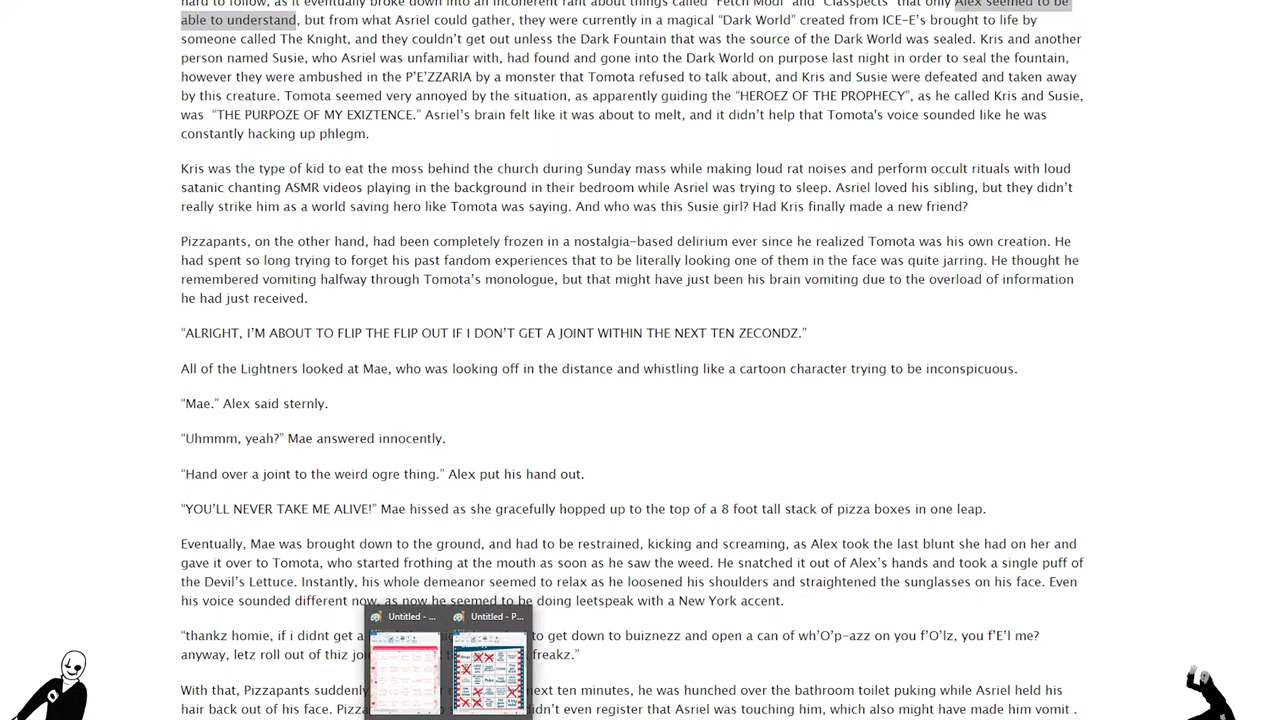 hard to follow, as it eventually broke down into an incoherent rant about things called “Fetch Modi” and “Classpects” that only Alex seemed to be
able to understand, but from what Asriel could gather, they were currently in a magical “Dark World” created from ICE-E’s brought to life by
someone called The Knight, and they couldn’t get out unless the Dark Fountain that was the source of the Dark World was sealed. Kris and another
person named Susie, who Asriel was unfamiliar with, had found and gone into the Dark World on purpose last night in order to seal the fountain,
however they were ambushed in the P’E’ZZARIA by a monster that Tomota refused to talk about, and Kris and Susie were defeated and taken away
by this creature. Tomota seemed very annoyed by the situation, as apparently guiding the “HEROEZ OF THE PROPHECY”, as he called Kris and Susie,
was “THE PURPOZE OF MY EXIZTENCE.” Asriel’s brain felt like it was about to melt, and it didn’t help that Tomota's voice sounded like he was
constantly hacking up phlegm.
Kris was the type of kid to eat the moss behind the church during Sunday mass while making loud rat noises and perform occult rituals with loud
satanic chanting ASMR videos playing in the background in their bedroom while Asriel was trying to sleep. Asriel loved his sibling, but they didn’t
really strike him as a world saving hero like Tomota was saying. And who was this Susie girl? Had Kris finally made a new friend?
Pizzapants, on the other hand, had been completely frozen in a nostalgia-based delirium ever since he realized Tomota was his own creation. He
had spent so long trying to forget his past fandom experiences that to be literally looking one of them in the face was quite jarring. He thought he
remembered vomiting halfway through Tomota’s monologue, but that might have just been his brain vomiting due to the overload of information
he had just received.
“ALRIGHT, I’M ABOUT TO FLIP THE FLIP OUT IF I DON’T GET A JOINT WITHIN THE NEXT TEN ZECONDZ.”
All of the Lightners looked at Mae, who was looking off in the distance and whistling like a cartoon character trying to be inconspicuous.
“Mae.” Alex said sternly.
“Uhmmm, yeah?” Mae answered innocently.
“Hand over a joint to the weird ogre thing.” Alex put his hand out.
“YOU’LL NEVER TAKE ME ALIVE!” Mae hissed as she gracefully hopped up to the top of a 8 foot tall stack of pizza boxes in one leap.
Eventually, Mae was brought down to the ground, and had to be restrained, kicking and screaming, as Alex took the last blunt she had on her and
gave it over to Tomota, who started frothing at the mouth as soon as he saw the weed. He snatched it out of Alex’s hands and took a single puff of
the Devil’s Lettuce. Instantly, his whole demeanor seemed to relax as he loosened his shoulders and straightened the sunglasses on his face. Even
his voice sounded different now, as now he seemed to be doing leetspeak with a New York accent.
Untitled - ... Untitled - P...
“thankz homie, if i didnt get a to get down to buiznezz and open a can of wh’O’p-azz on you f’O’lz, you f’E’l me?
anyway, letz roll out of thiz freakz.”
With that, Pizzapants suddenly next ten minutes, he was hunched over the bathroom toilet puking while Asriel held his
hair back out of his face. didn’t even register that Asriel was touching him, which also might have made him vomit .